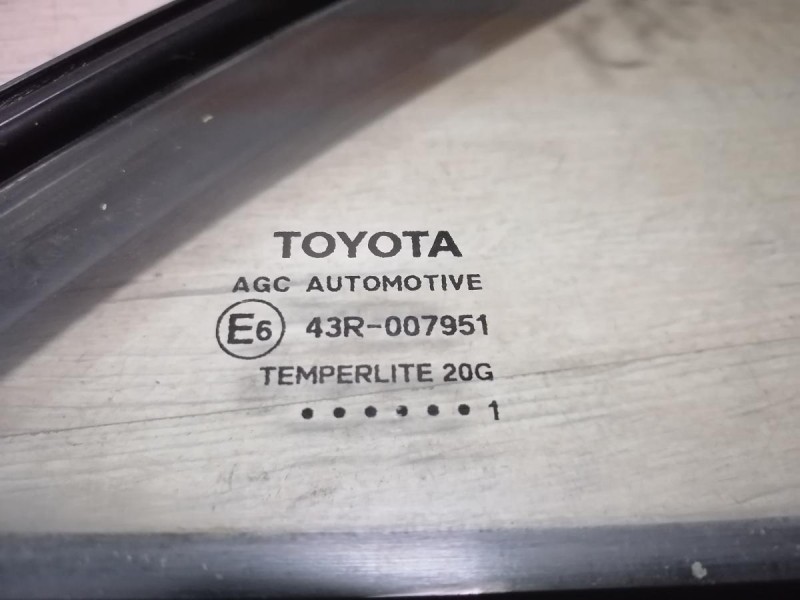 TOYOTA
AGC AUTOMOTIVE
E6 43R-007951
TEMPERLITE 20G
••••••1